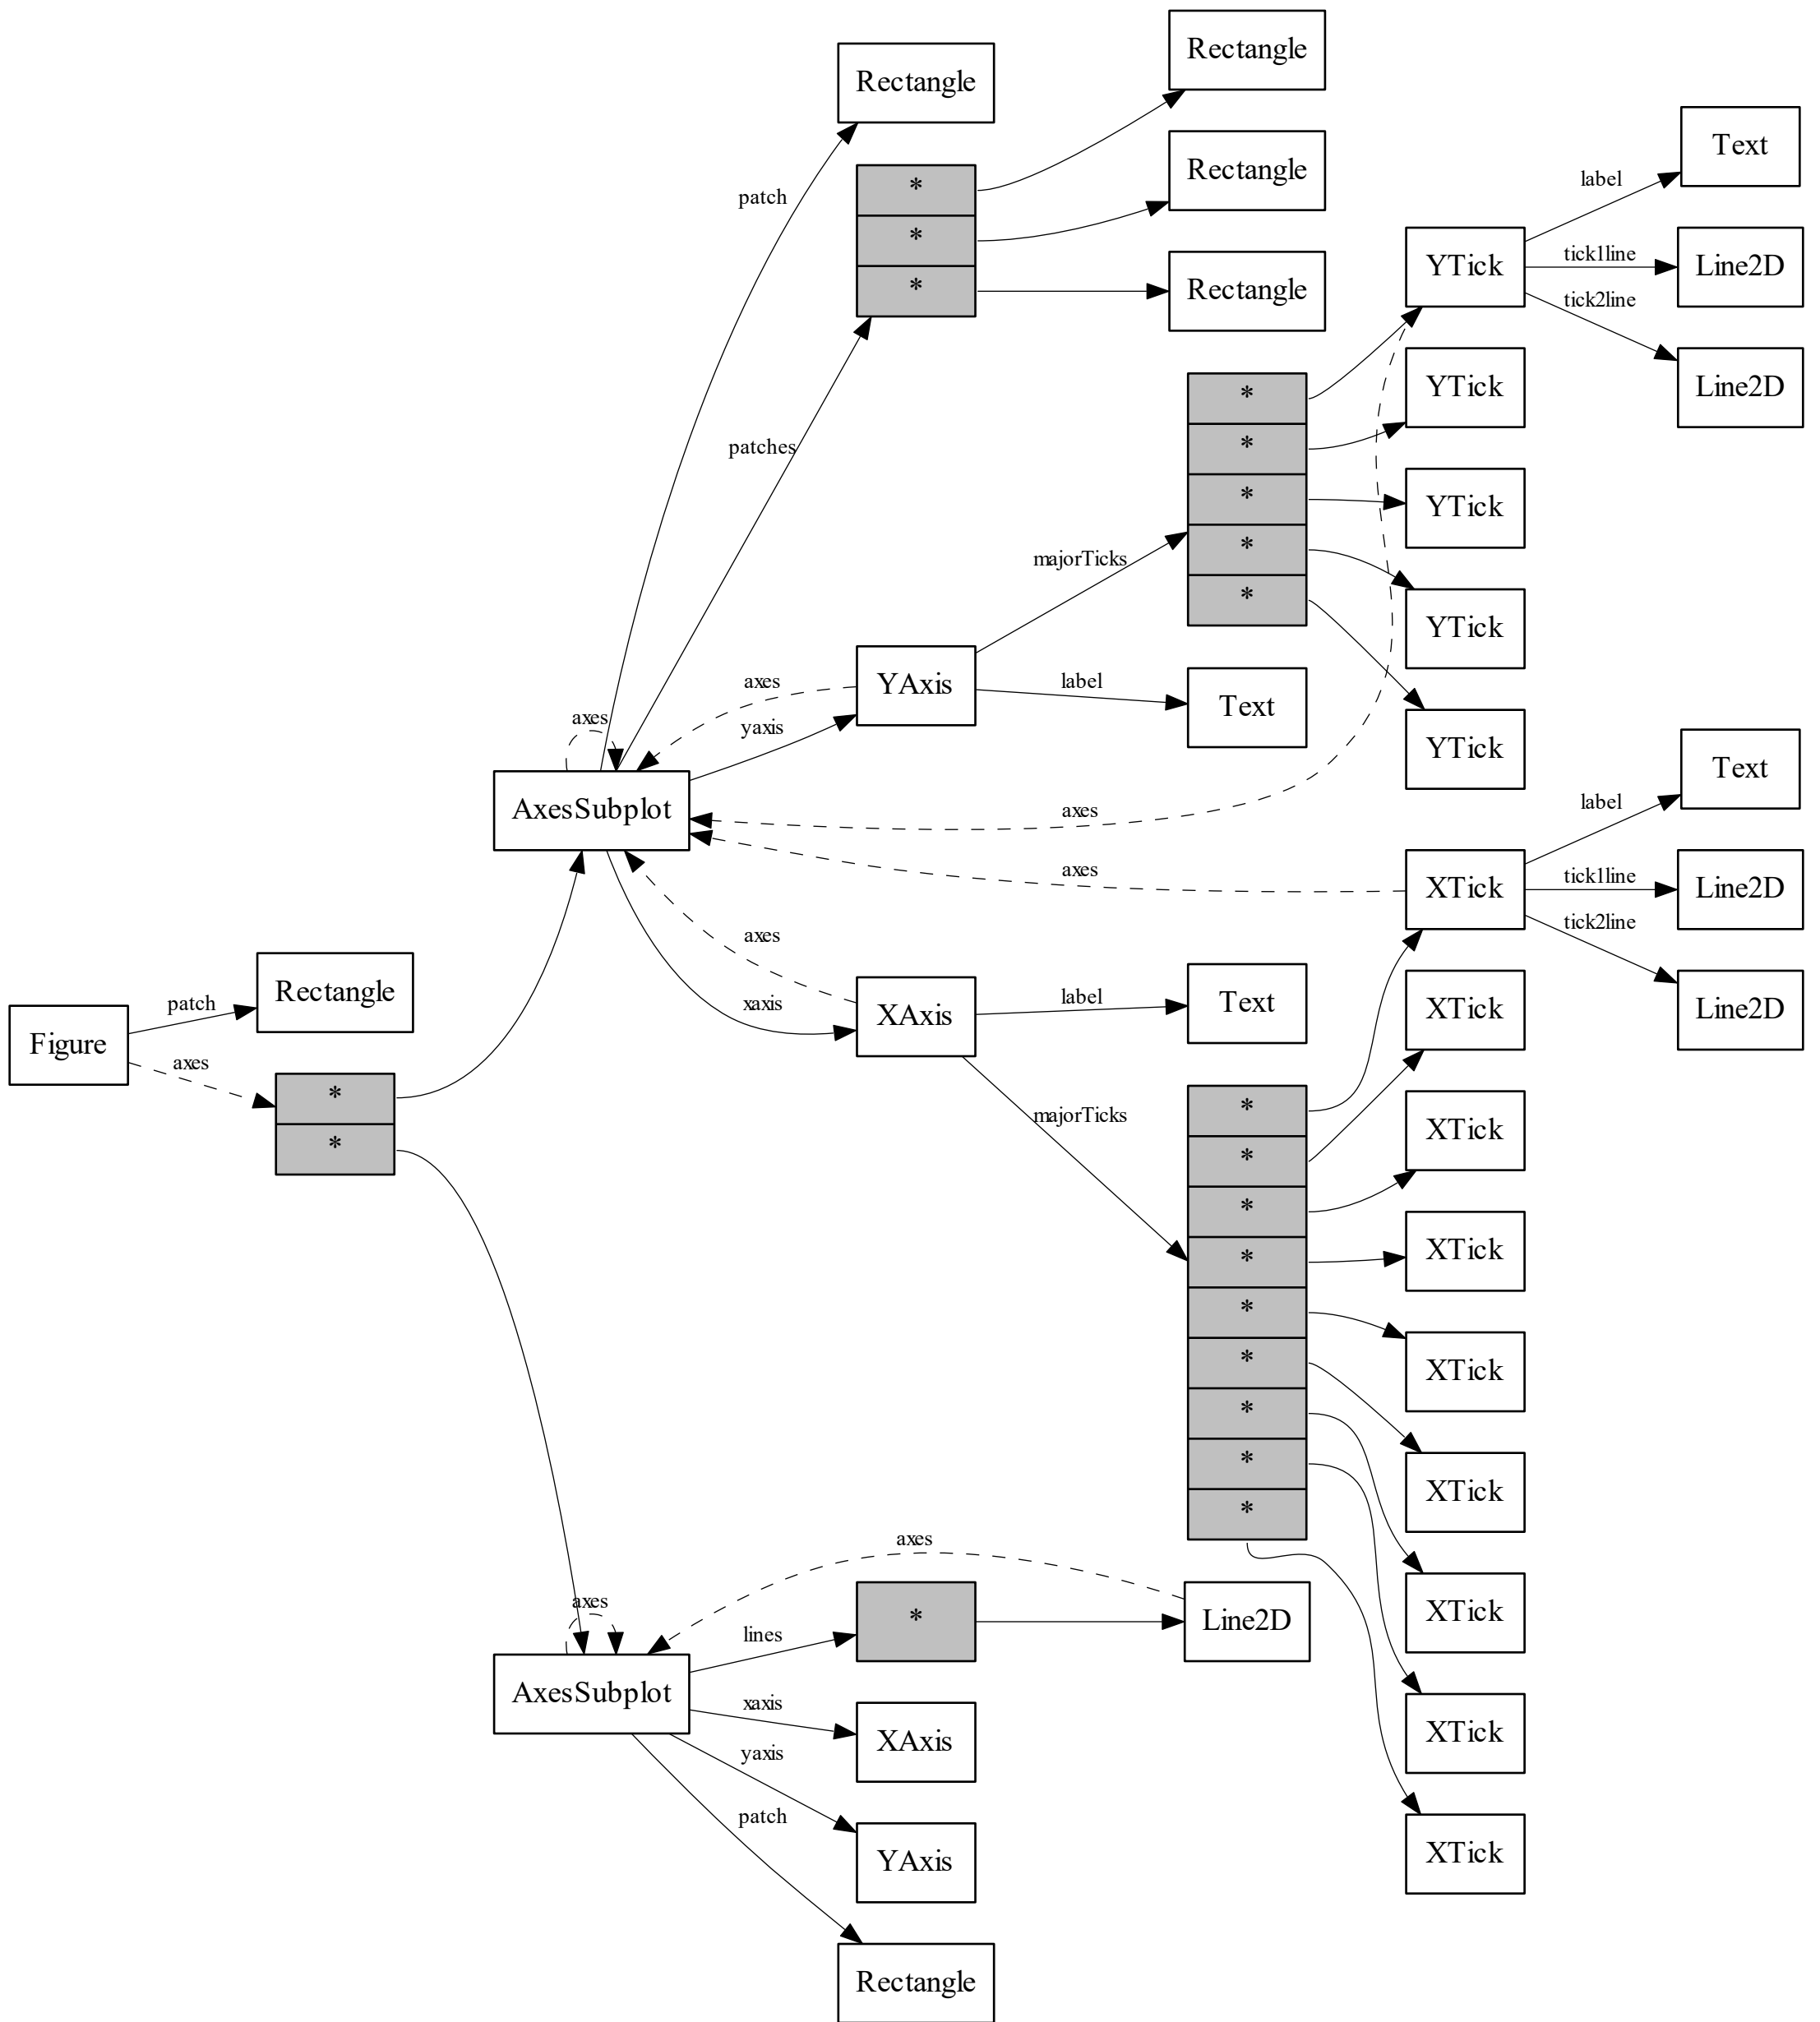 Rectangle
Rectangle
patch
*
*
*
Rectangle
Rectangle
Text
label
YTick
tick1line
Line2D
tick2line
Line2D
patches
*
*
*
*
*
YTick
YTick
YTick
YTick
majorTicks
YAxis
label
Text
axes
yaxis
axes
AxesSubplot
axes
axes
Text
label
XTick
tick1line
Line2D
tick2line
Line2D
axes
xaxis
XAxis
label
Text
Figure
patch
Rectangle
axes
*
*
majorTicks
*
*
*
*
*
*
*
*
*
XTick
XTick
XTick
XTick
XTick
XTick
XTick
XTick
axes
axes
AxesSubplot
lines
*
Line2D
xaxis
XAxis
yaxis
YAxis
patch
Rectangle